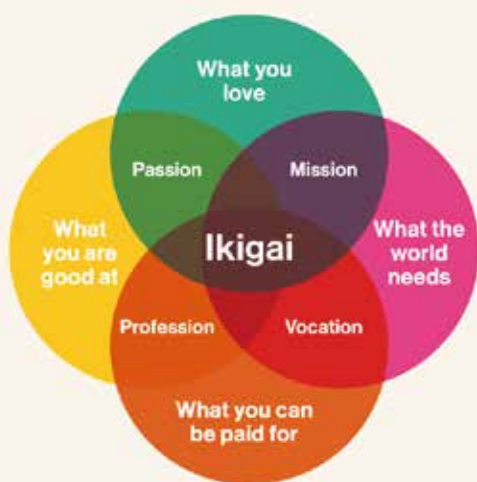 What you
love
Passion
Mission
What
you are
good at
Ikigai
What the
world
needs
Profession
Vocation
What you can
be paid for